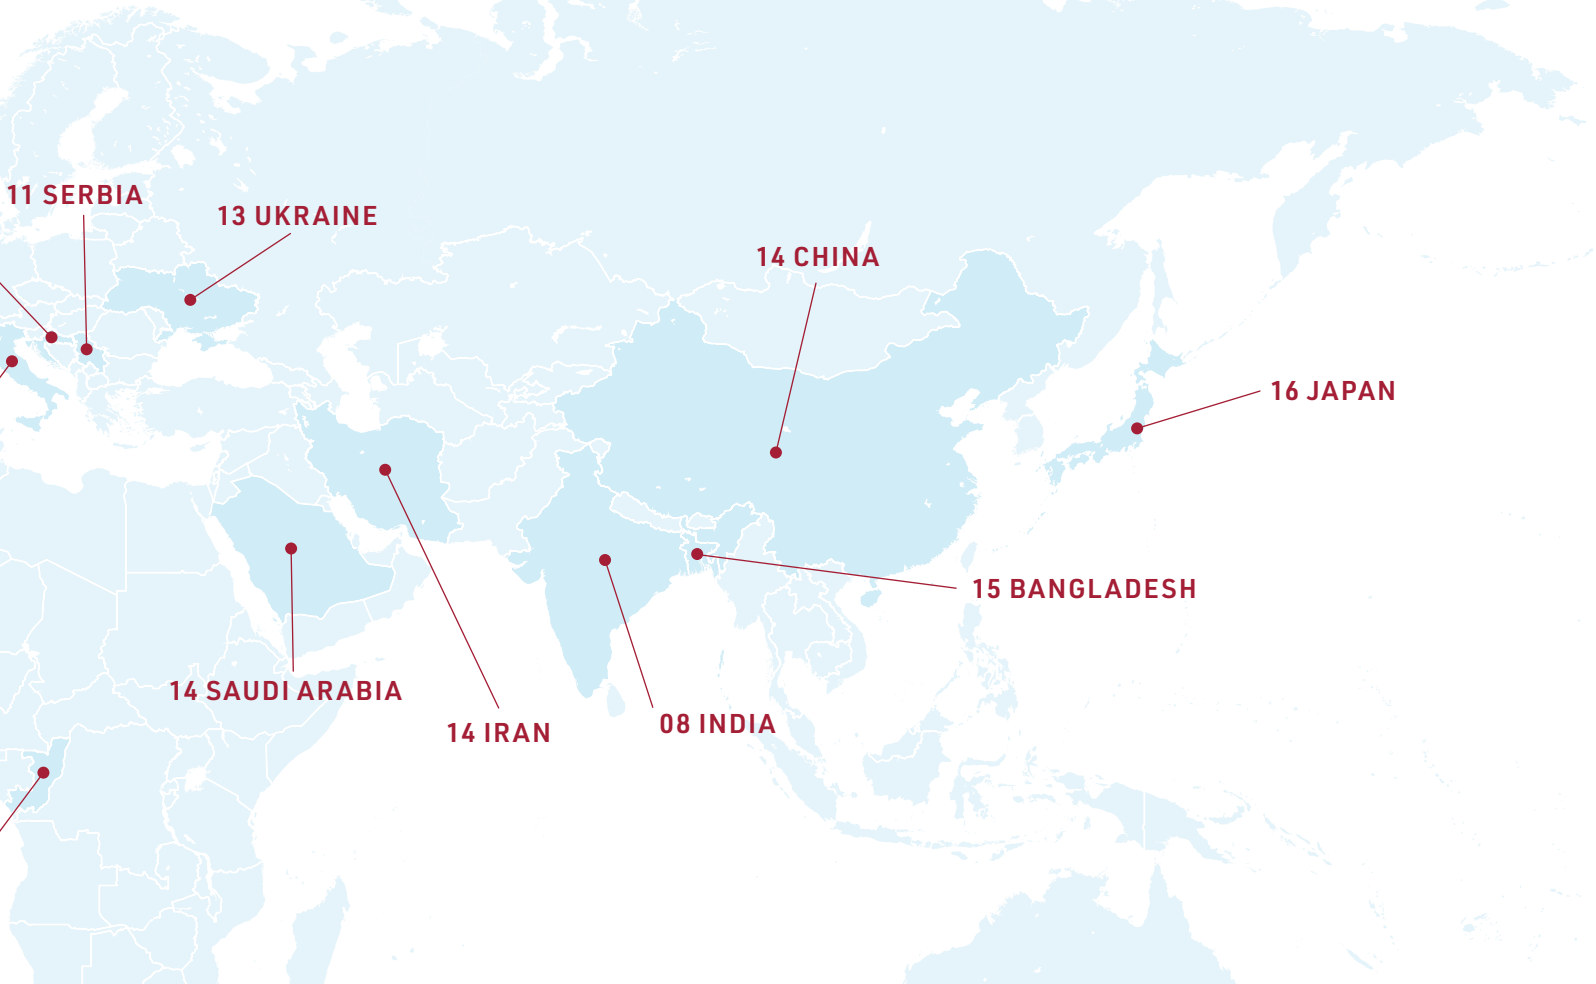 11 SERBIA
13 UKRAINE
14 CHINA
16 JAPAN
15 BANGLADESH
14 SAUDI ARABIA
14 IRAN
08 INDIA